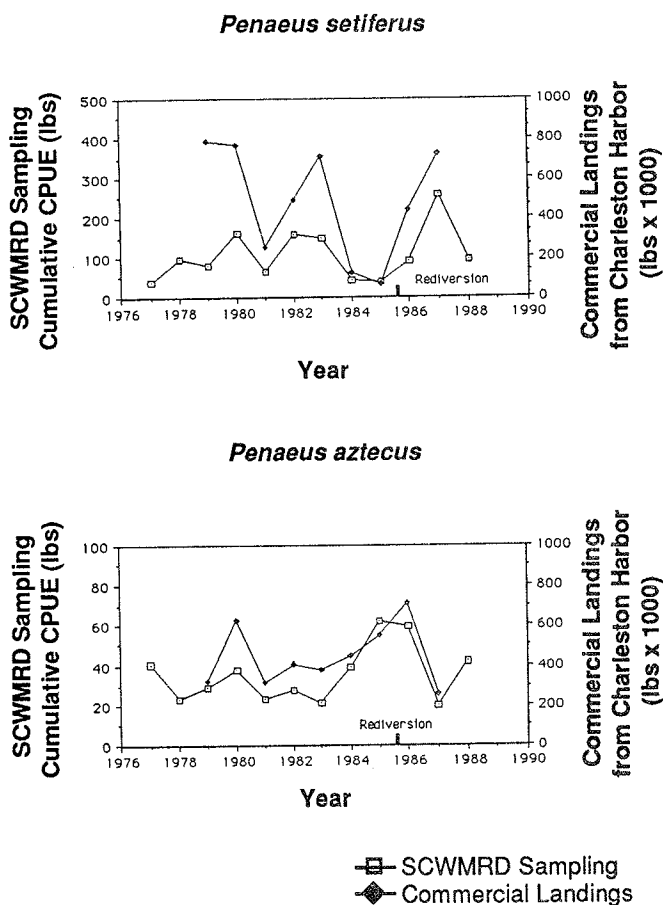 Penaeus setiferus
SCWMRD Sampling
Cumulative CPUE (lbs)
500
400
300
200
100
0
1000
800
600
400
200
0
Commercial Landings
from Charleston Harbor
(lbs x 1000)
Rediversion
1976 1978 1980 1982 1984 1986 1988 1990
Year
Penaeus aztecus
SCWMRD Sampling
Cumulative CPUE (lbs)
100
80
60
40
20
0
1000
800
600
400
200
0
Commercial Landings
from Charleston Harbor
(lbs x 1000)
Rediversion
1976 1978 1980 1982 1984 1986 1988 1990
Year
SCWMRD Sampling
Commercial Landings